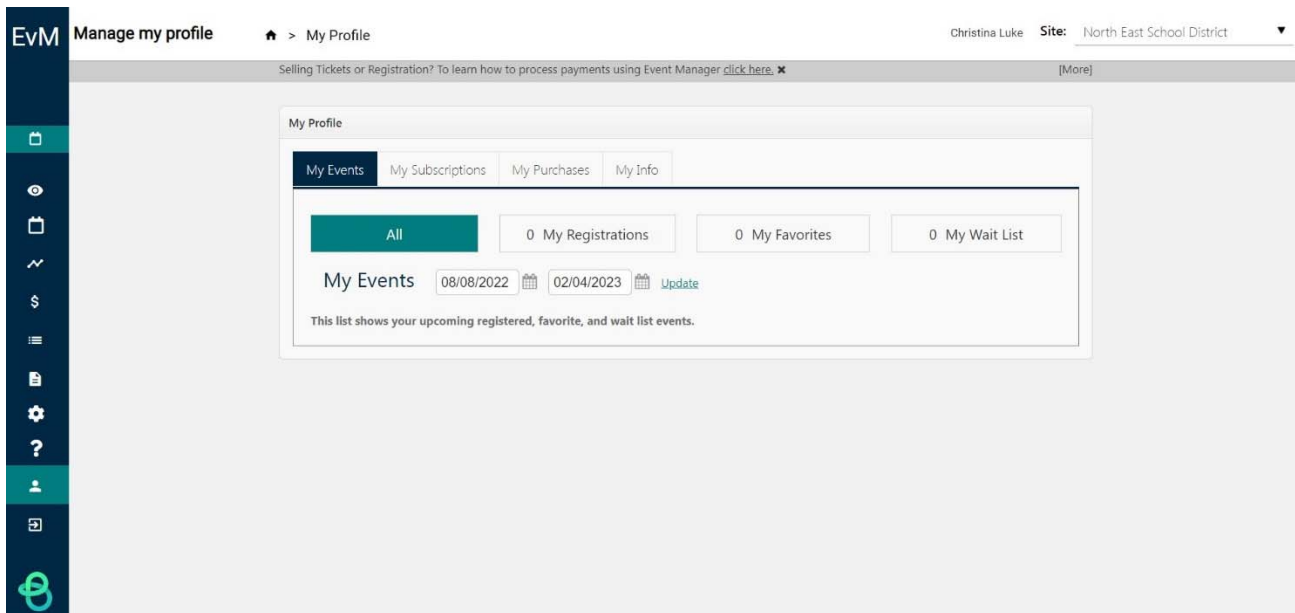 EvM Manage my profile > My Profile Christina Luke Site: North East School District
Selling Tickets or Registration? To learn how to process payments using Event Manager click here. ✖ [More]
My Profile
My Events My Subscriptions My Purchases My Info
All 0 My Registrations 0 My Favorites 0 My Wait List
My Events 08/08/2022 02/04/2023 Update
This list shows your upcoming registered, favorite, and wait list events.